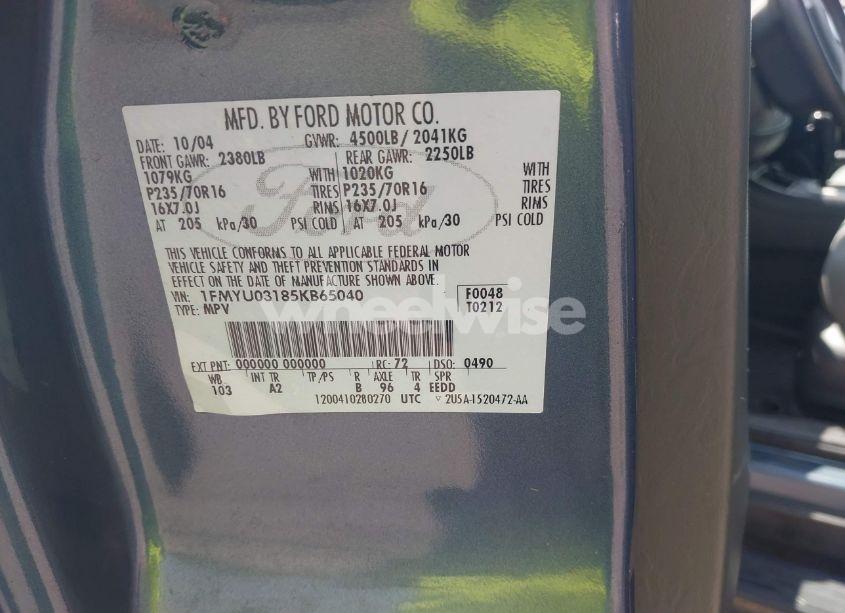 MFD. BY FORD MOTOR CO.
DATE: 10/04 GVWR: 4500LB/ 2041KG
FRONT GAWR: 2380LB REAR GAWR: 2250LB
1079KG WITH 1020KG WITH
P235/70R16 TIRES P235/70R16 TIRES
16X7.0J RIMS 16X7.0J RIMS
AT 205 kPa/30 PSI COLD AT 205 kPa/30 PSI COLD
Ford
THIS VEHICLE CONFORMS TO ALL APPLICABLE FEDERAL MOTOR
VEHICLE SAFETY AND THEFT PREVENTION STANDARDS IN
EFFECT ON THE DATE OF MANUFACTURE SHOWN ABOVE.
VIN: 1FMYU03185KB65040 F0048
TYPE: MPV T0212
wheelwise
EXT PNT: 000000 000000 RC: 72 DSO: 0490
WB INT TR TP/PS R AXLE TR SPR
103 A2 B 96 4 EEDD
1200410280270 UTC ▽ 2U5A-1520472-AA